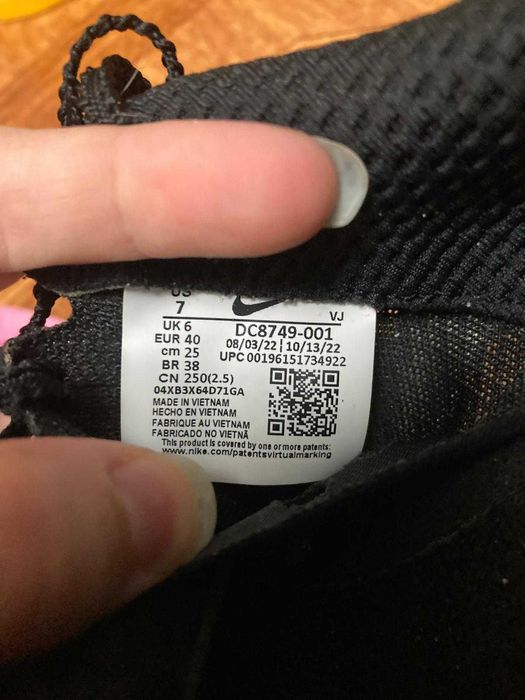 US
7
UK 6
EUR 40
cm 25
BR 38
CN 250(2.5)
VJ
DC8749-001
08/03/22 | 10/13/22
UPC 00196151734922
04XB3X64D71GA
MADE IN VIETNAM
HECHO EN VIETNAM
FABRIQUE AU VIETNAM
FABRICADO NO VIETNÃ
This product is covered by one or more patents:
www.nike.com/patentsvirtualmarking